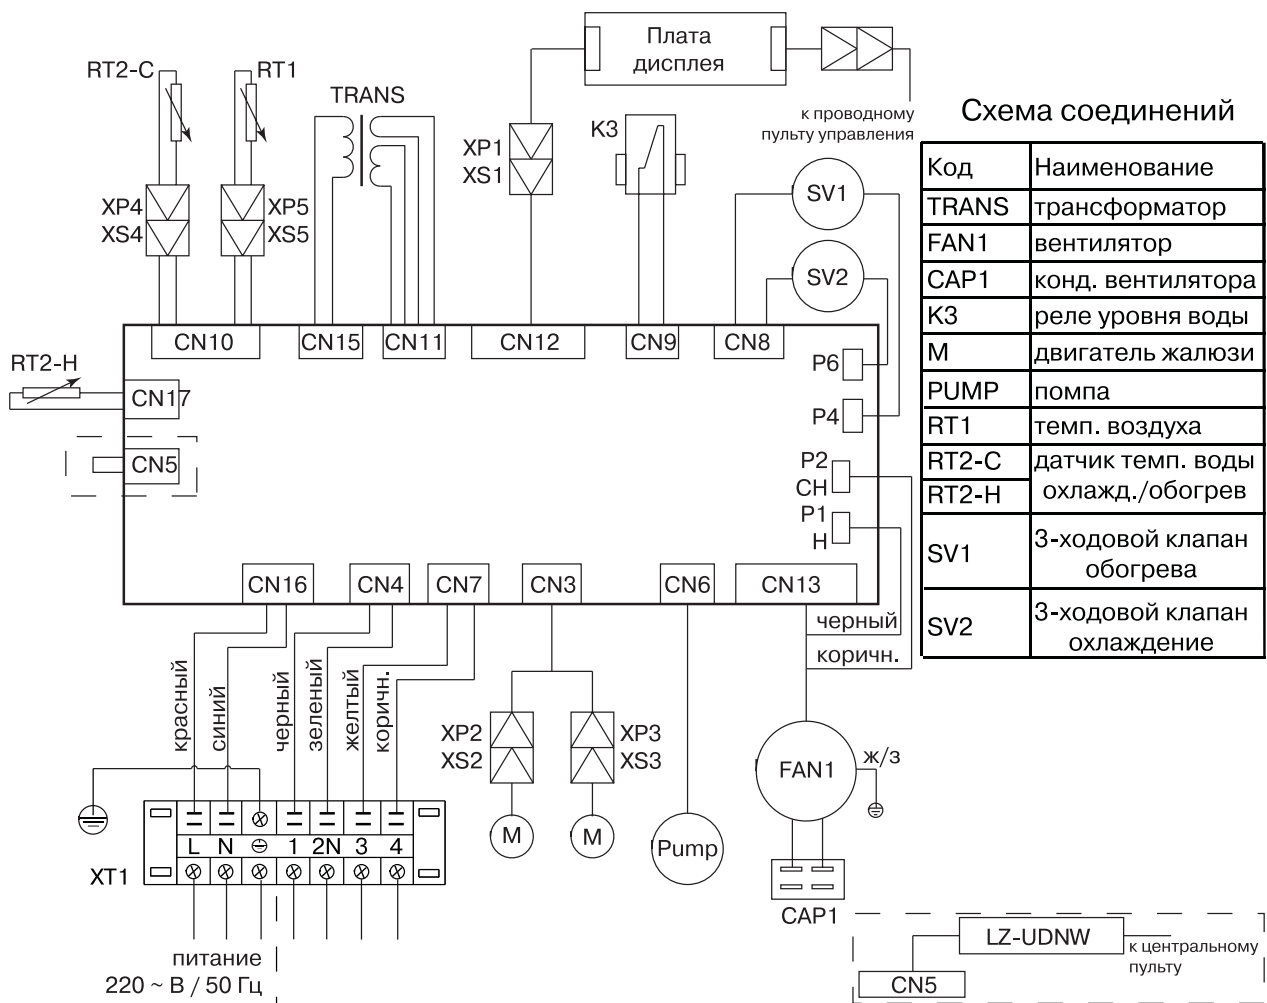 Плата
дисплея
RT2-C
RT1
TRANS
к проводному
пульту управления
Схема соединений
K3
XP1
XS1
XP4
XS4
XP5
XS5
SV1
SV2
Код Наименование
TRANS трансформатор
FAN1 вентилятор
CAP1 конд. вентилятора
K3 реле уровня воды
M двигатель жалюзи
PUMP помпа
RT1 темп. воздуха
RT2-C датчик темп. воды
RT2-H охлажд./обогрев
SV1 3-ходовой клапан
обогрева
SV2 3-ходовой клапан
охлаждение
CN10 CN15 CN11 CN12 CN9 CN8
RT2-H
CN17
CN5
P6
P4
P2
CH
P1
H
CN16 CN4 CN7 CN3 CN6 CN13
черный
коричн.
красный
синий
черный
зеленый
желтый
коричн.
XP2
XS2
XP3
XS3
FAN1
ж/з
L N 1 2N 3 4
XT1
M
M
Pump
CAP1
питание
220 ~ В / 50 Гц
LZ-UDNW
к центральному
пульту
CN5